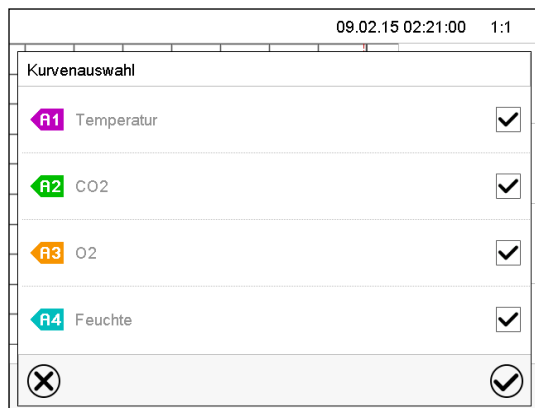 09.02.15 02:21:00 1:1
Kurvenauswahl
A1 Temperatur
A2 CO2
A3 O2
A4 Feuchte